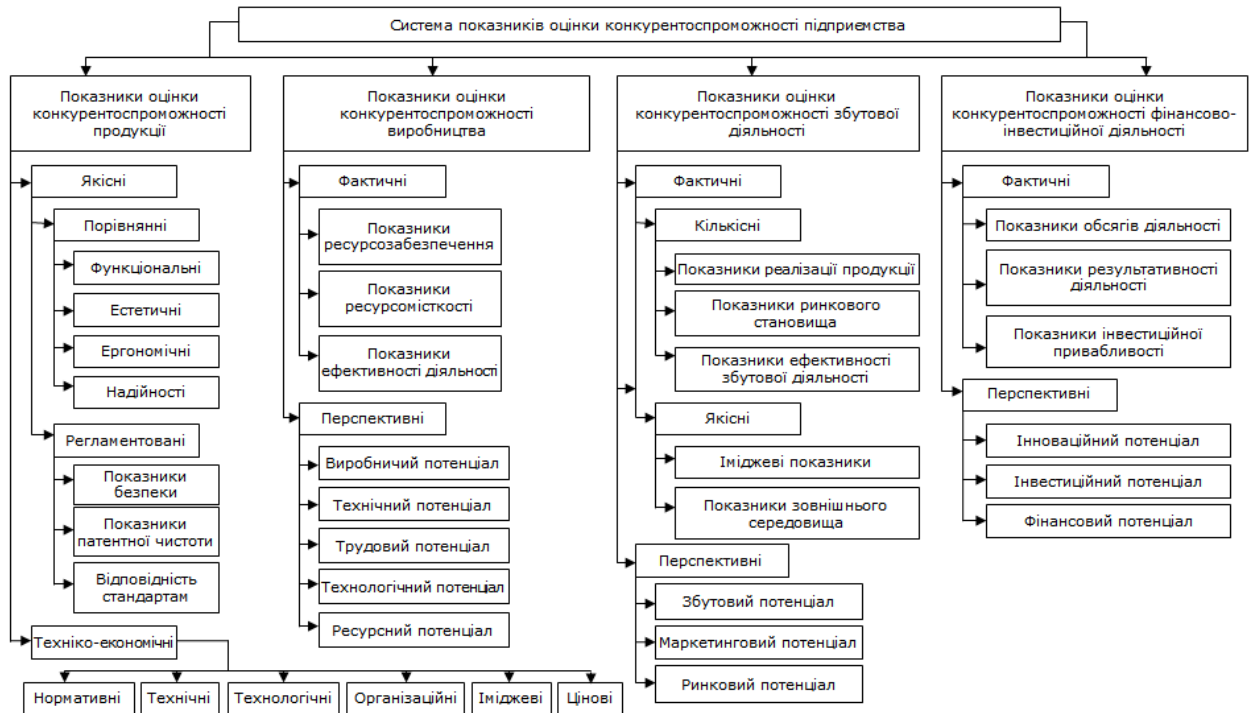 Система показників оцінки конкурентоспроможності підприємства
Показники оцінки
конкурентоспроможності
продукції
Якісні
Порівнянні
Функціональні
Естетичні
Ергономічні
Надійності
Регламентовані
Показники
безпеки
Показники
патентної чистоти
Відповідність
стандартам
Техніко-економічні
Нормативні
Технічні
Технологічні
Організаційні
Іміджеві
Цінові
Показники оцінки
конкурентоспроможності
виробництва
Фактичні
Показники
ресурсозабезпечення
Показники
ресурсомісткості
Показники
ефективності діяльності
Перспективні
Виробничий потенціал
Технічний потенціал
Трудовий потенціал
Технологічний потенціал
Ресурсний потенціал
Показники оцінки
конкурентоспроможності збутової
діяльності
Фактичні
Кількісні
Показники реалізації продукції
Показники ринкового
становища
Показники ефективності
збутової діяльності
Якісні
Іміджеві показники
Показники зовнішнього
середовища
Перспективні
Збутовий потенціал
Маркетинговий потенціал
Ринковий потенціал
Показники оцінки
конкурентоспроможності фінансово-
інвестиційної діяльності
Фактичні
Показники обсягів діяльності
Показники результативності
діяльності
Показники інвестиційної
привабливості
Перспективні
Інноваційний потенціал
Інвестиційний потенціал
Фінансовий потенціал